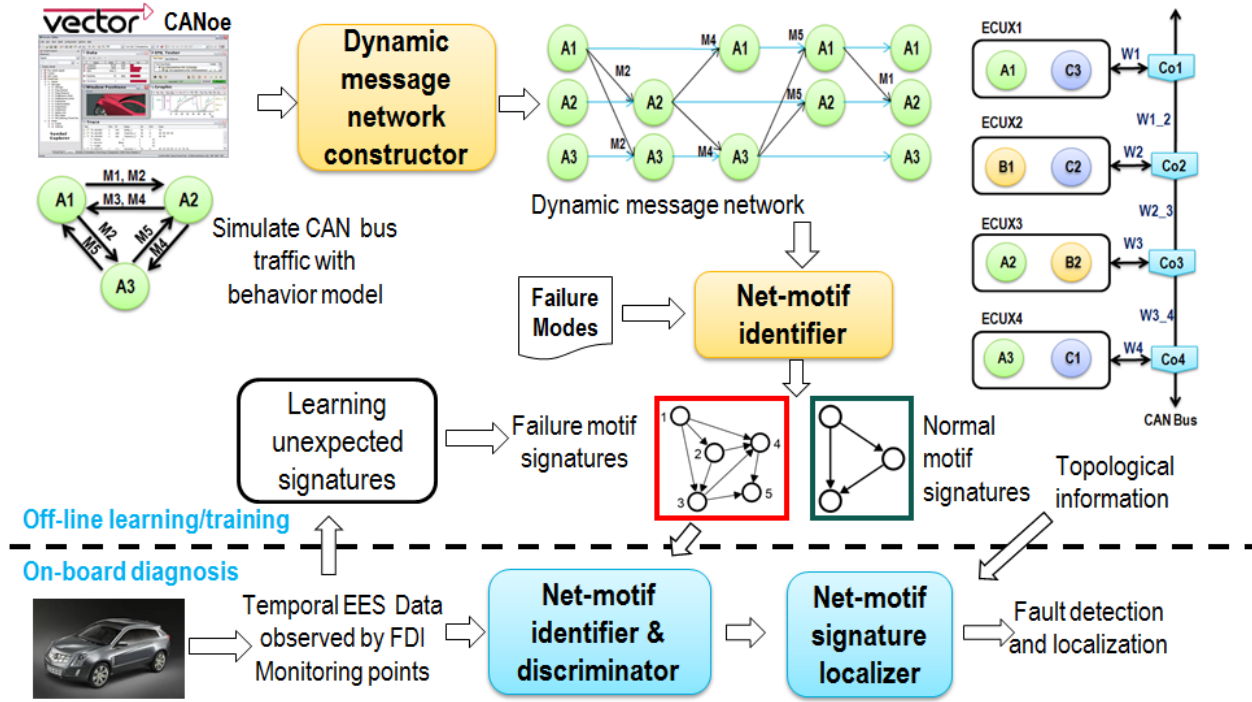 vector CANoe
Dynamic
message
network
constructor
M1, M2
M3, M4
A1
A2
M2
M5
M5
M4
A3
Simulate CAN bus
traffic with
behavior model
A1
M4
A1
M5
A1
A1
M2
M1
A2
A2
M5
A2
A2
A3
M2
A3
M4
A3
A3
Dynamic message network
Failure
Modes
Net-motif
identifier
ECUX1
A1
C3
W1
Co1
W1_2
ECUX2
B1
C2
W2
Co2
W2_3
ECUX3
A2
B2
W3
Co3
W3_4
ECUX4
A3
C1
W4
Co4
CAN Bus
Learning
unexpected
signatures
Failure motif
signatures
1
2
3
4
5
Normal
motif
signatures
Topological
information
Off-line learning/training
On-board diagnosis
Temporal EES Data
observed by FDI
Monitoring points
Net-motif
identifier &
discriminator
Net-motif
signature
localizer
Fault detection
and localization